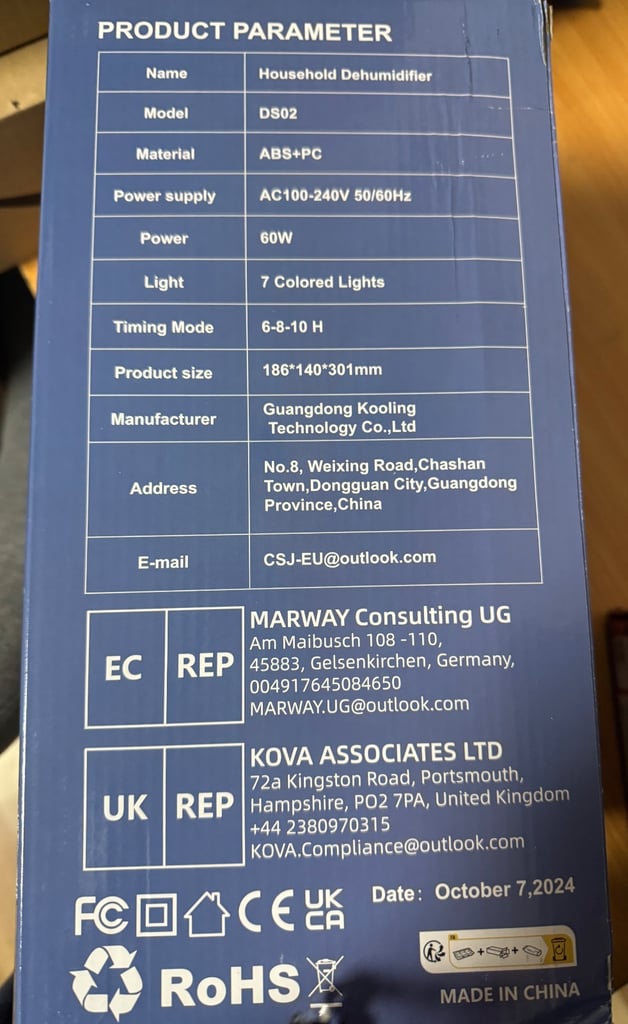 PRODUCT PARAMETER
Name Household Dehumidifier
Model DS02
Material ABS+PC
Power supply AC100-240V 50/60Hz
Power 60W
Light 7 Colored Lights
Timing Mode 6-8-10 H
Product size 186*140*301mm
Manufacturer Guangdong Kooling
Technology Co.,Ltd
Address No.8, Weixing Road,Chashan
Town,Dongguan City,Guangdong
Province,China
E-mail CSJ-EU@outlook.com
EC REP
MARWAY Consulting UG
Am Maibusch 108 -110,
45883, Gelsenkirchen, Germany,
004917645084650
MARWAY.UG@outlook.com
UK REP
KOVA ASSOCIATES LTD
72a Kingston Road, Portsmouth,
Hampshire, PO2 7PA, United Kingdom
+44 2380970315
KOVA.Compliance@outlook.com
FC CE UK
CA
Date: October 7,2024
RoHS
MADE IN CHINA